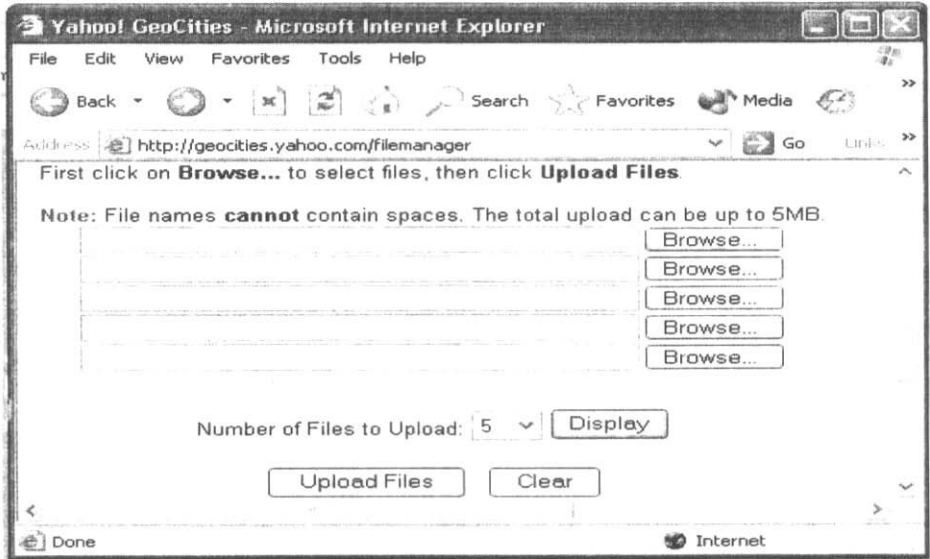 Yahoo! GeoCities - Microsoft Internet Explorer
File Edit View Favorites Tools Help
Back Search Favorites Media
Address http://geocities.yahoo.com/filemanager Go Links
First click on Browse... to select files, then click Upload Files.
Note: File names cannot contain spaces. The total upload can be up to 5MB.
Browse...
Browse...
Browse...
Browse...
Browse...
Number of Files to Upload: 5 Display
Upload Files Clear
Done Internet